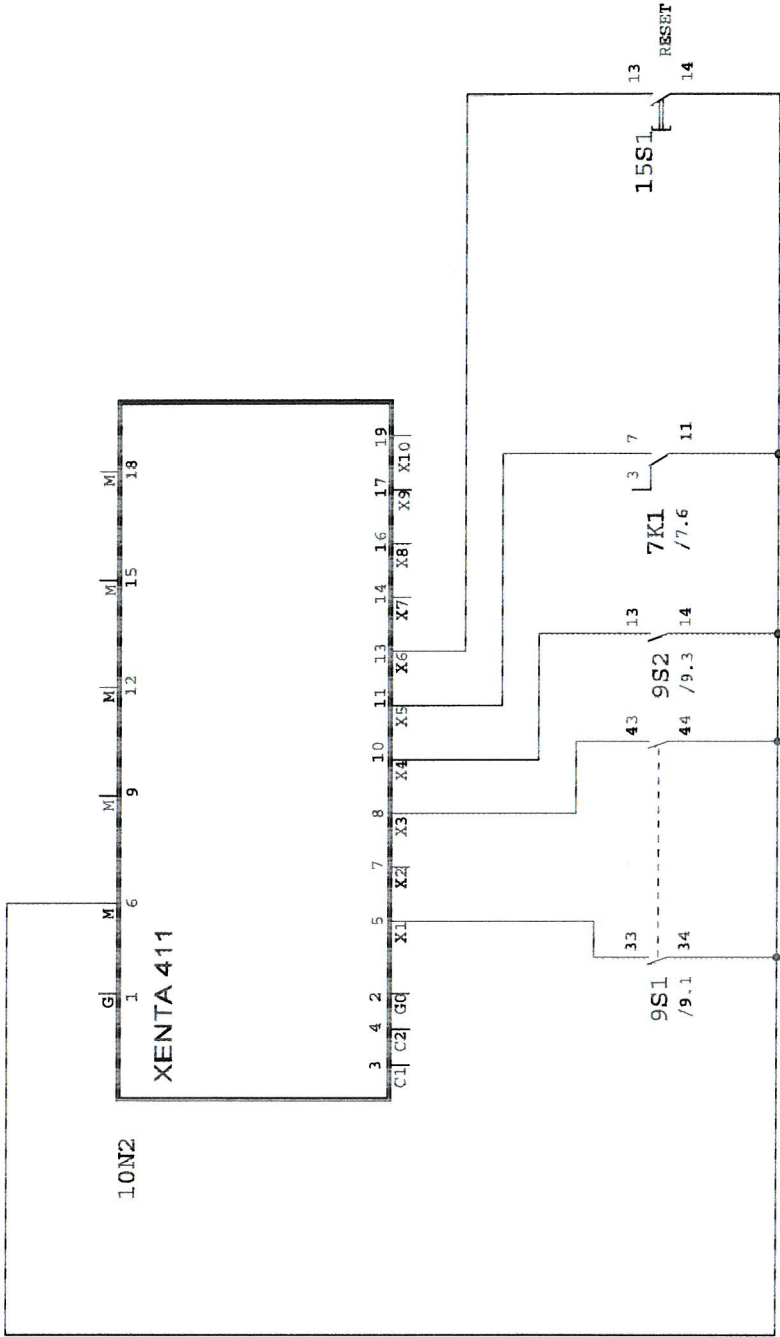 10N2
XENTA 411
G M M M M M
1 6 9 12 15 18
3 4 2 5 7 8 10 11 13 14 16 17 19
C1 C2 G0 X1 X2 X3 X4 X5 X6 X7 X8 X9 X10
9S1
/9.1
33
34
43
44
9S2
/9.3
13
14
7K1
/7.6
3
7
11
15S1
13
14
RESET